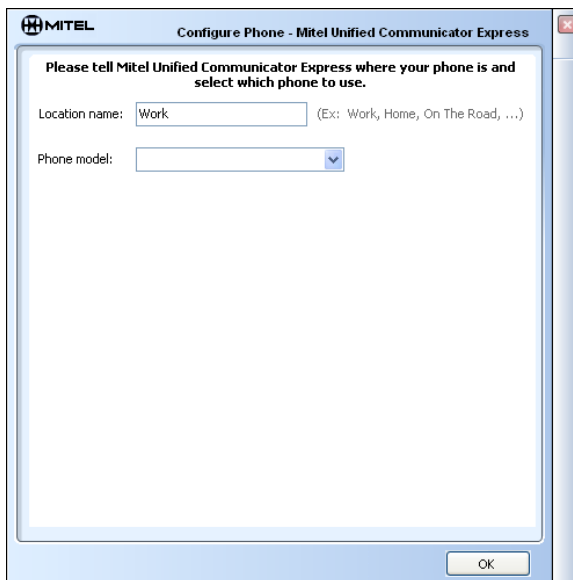 MITEL
Configure Phone - Mitel Unified Communicator Express
Please tell Mitel Unified Communicator Express where your phone is and
select which phone to use.
Location name: Work (Ex: Work, Home, On The Road, ...)
Phone model:
OK